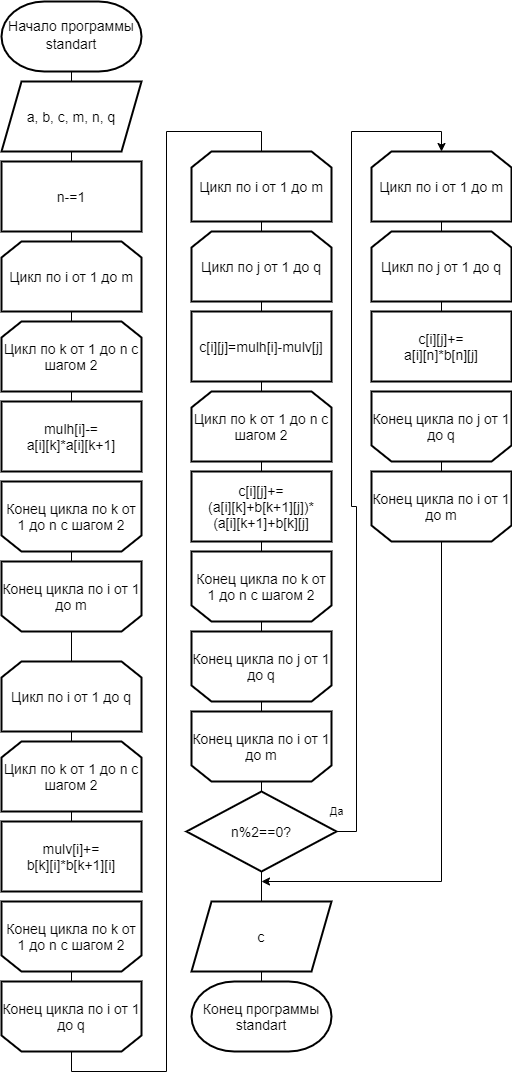 Начало программы
standart
a, b, c, m, n, q
n-=1
Цикл по i от 1 до m
Цикл по k от 1 до n с
шагом 2
mulh[i]-=
a[i][k]*a[i][k+1]
Конец цикла по k от
1 до n с шагом 2
Конец цикла по i от 1
до m
Цикл по i от 1 до q
Цикл по k от 1 до n с
шагом 2
mulv[i]+=
b[k][i]*b[k+1][i]
Конец цикла по k от
1 до n с шагом 2
Конец цикла по i от 1
до q
Цикл по i от 1 до m
Цикл по j от 1 до q
c[i][j]=mulh[i]-mulv[j]
Цикл по k от 1 до n с
шагом 2
c[i][j]+=
(a[i][k]+b[k+1][j])*
(a[i][k+1]+b[k][j]
Конец цикла по k от
1 до n с шагом 2
Конец цикла по j от 1
до q
Конец цикла по i от 1
до m
n%2==0?
Да
c
Конец программы
standart
Цикл по i от 1 до m
Цикл по j от 1 до q
c[i][j]+=
a[i][n]*b[n][j]
Конец цикла по j от 1
до q
Конец цикла по i от 1
до m